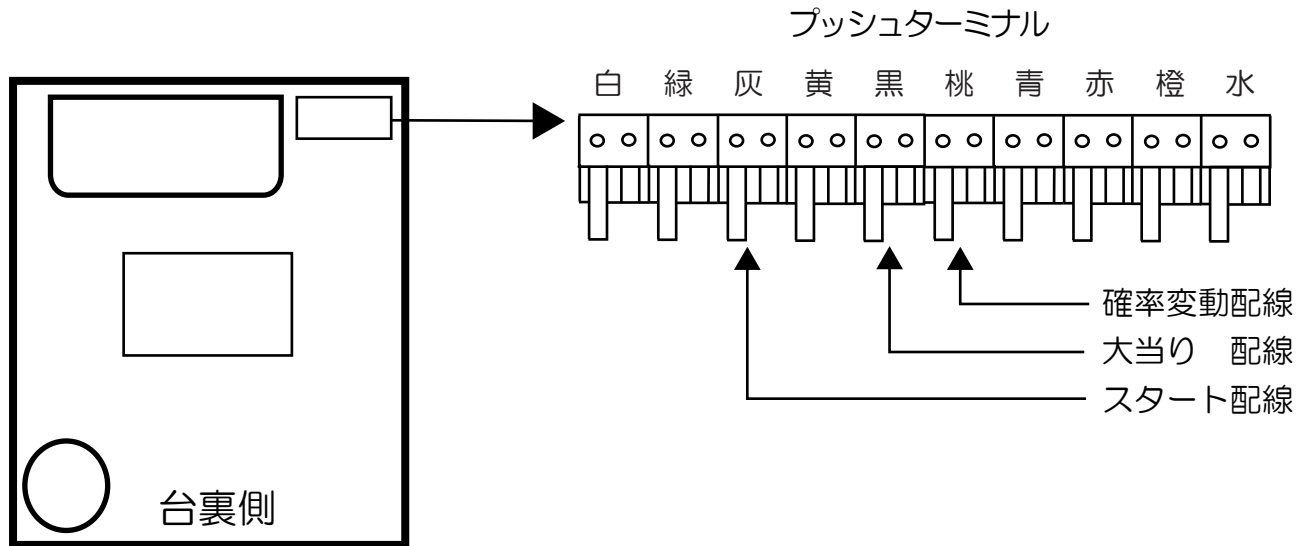 プッシュターミナル
白 緑 灰 黄 黒 桃 青 赤 橙 水
確率変動配線
大当り　配線
スタート配線
台裏側